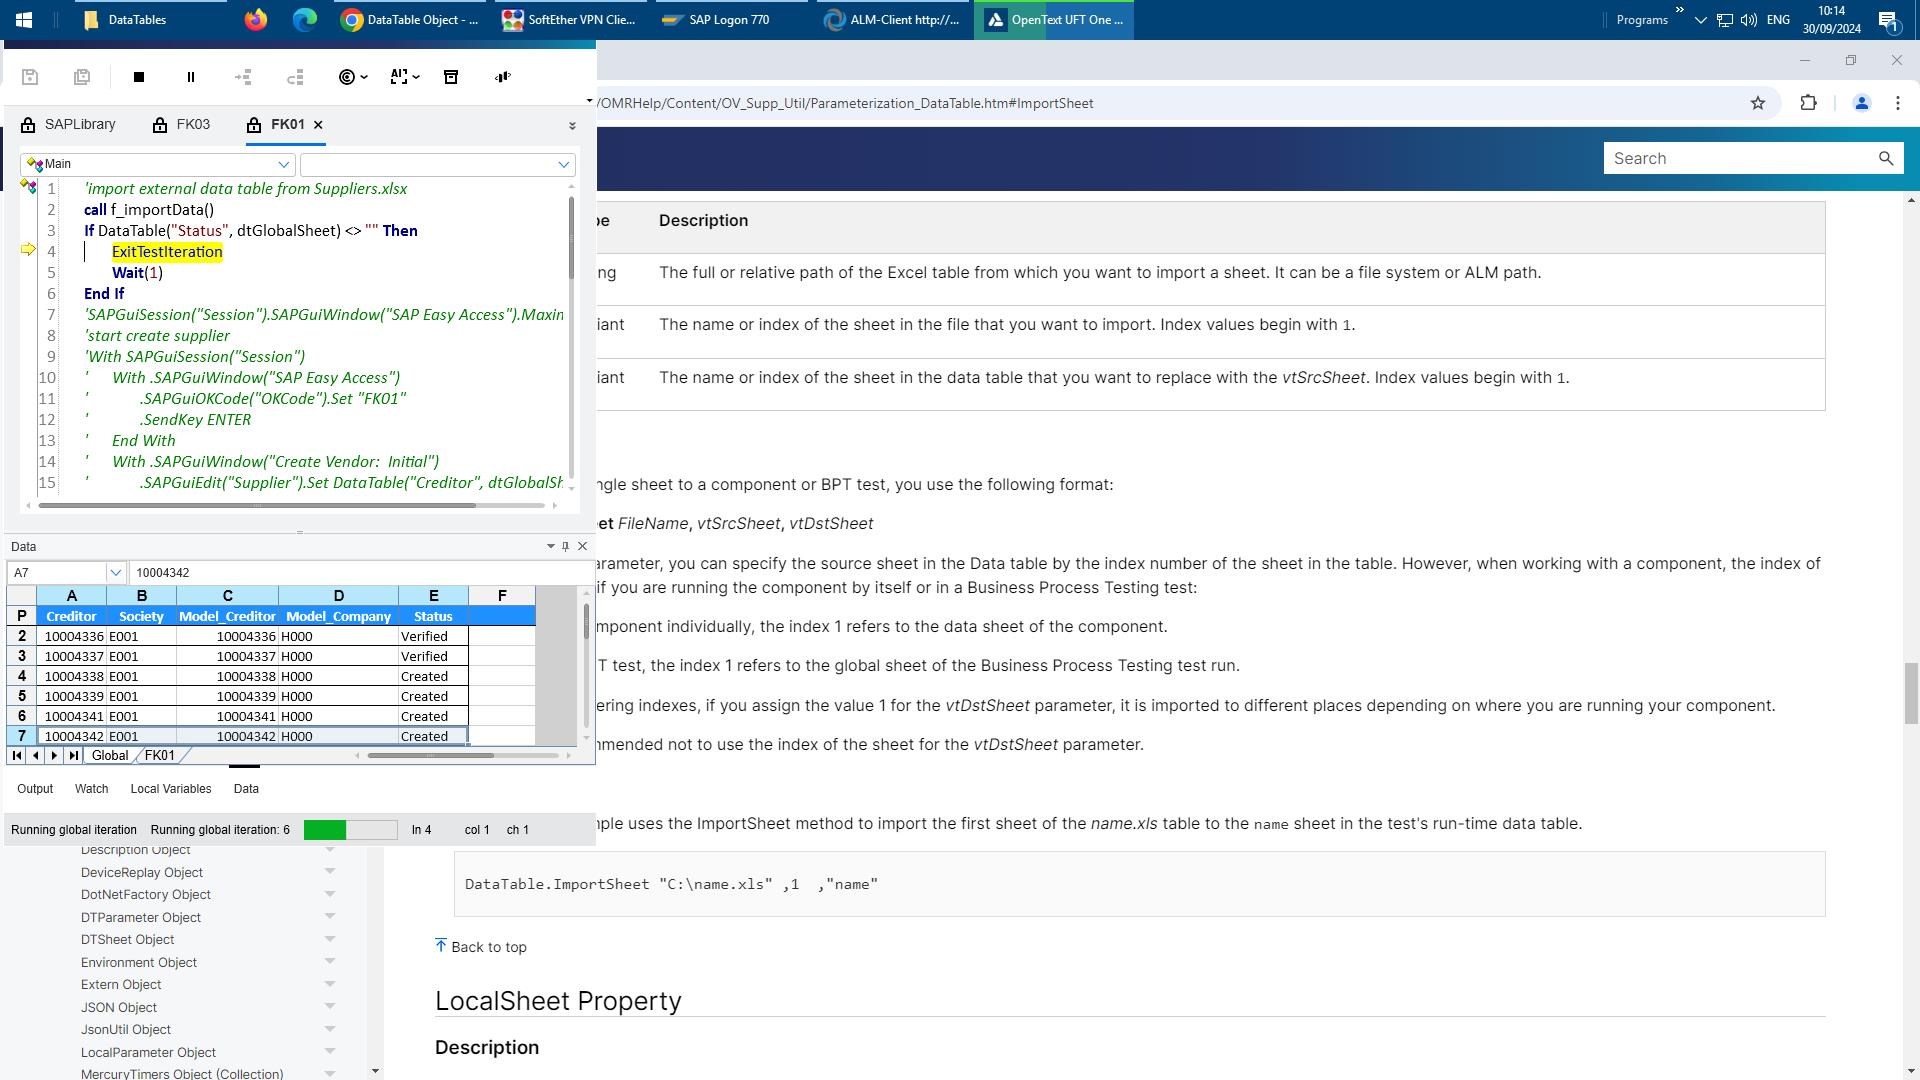 DataTables
DataTable Object - ...
SoftEther VPN Clie...
SAP Logon 770
ALM-Client http://...
OpenText UFT One ...
Programs
ENG
10:14
30/09/2024
1
/OMRHelp/Content/OV_Supp_Util/Parameterization_DataTable.htm#ImportSheet
SAPLibrary
FK03
FK01
Search
Main
1 'import external data table from Suppliers.xlsx
2 call f_importData()
3 If DataTable("Status", dtGlobalSheet) <> "" Then
4 ExitTestIteration
5 Wait(1)
6 End If
7 'SAPGuiSession("Session").SAPGuiWindow("SAP Easy Access").Maxin
8 'start create supplier
9 'With SAPGuiSession("Session")
10 ' With .SAPGuiWindow("SAP Easy Access")
11 ' .SAPGuiOKCode("OKCode").Set "FK01"
12 ' .SendKey ENTER
13 ' End With
14 ' With .SAPGuiWindow("Create Vendor: Initial")
15 ' .SAPGuiEdit("Supplier").Set DataTable("Creditor", dtGlobalSh
Data
A7 10004342
A B C D E F
P Creditor Society Model_Creditor Model_Company Status
2 10004336 E001 10004336 H000 Verified
3 10004337 E001 10004337 H000 Verified
4 10004338 E001 10004338 H000 Created
5 10004339 E001 10004339 H000 Created
6 10004341 E001 10004341 H000 Created
7 10004342 E001 10004342 H000 Created
Global FK01
Output Watch Local Variables Data
Running global iteration Running global iteration: 6 ln 4 col 1 ch 1
Description Object
DeviceReplay Object
DotNetFactory Object
DTParameter Object
DTSheet Object
Environment Object
Extern Object
JSON Object
JsonUtil Object
LocalParameter Object
MercuryTimers Object (Collection)
pe Description
ng The full or relative path of the Excel table from which you want to import a sheet. It can be a file system or ALM path.
iant The name or index of the sheet in the file that you want to import. Index values begin with 1.
iant The name or index of the sheet in the data table that you want to replace with the vtSrcSheet. Index values begin with 1.
ngle sheet to a component or BPT test, you use the following format:
et FileName, vtSrcSheet, vtDstSheet
arameter, you can specify the source sheet in the Data table by the index number of the sheet in the table. However, when working with a component, the index of
if you are running the component by itself or in a Business Process Testing test:
mponent individually, the index 1 refers to the data sheet of the component.
T test, the index 1 refers to the global sheet of the Business Process Testing test run.
ering indexes, if you assign the value 1 for the vtDstSheet parameter, it is imported to different places depending on where you are running your component.
mmended not to use the index of the sheet for the vtDstSheet parameter.
mple uses the ImportSheet method to import the first sheet of the name.xls table to the name sheet in the test's run-time data table.
DataTable.ImportSheet "C:\name.xls" ,1 ,"name"
Back to top
LocalSheet Property
Description